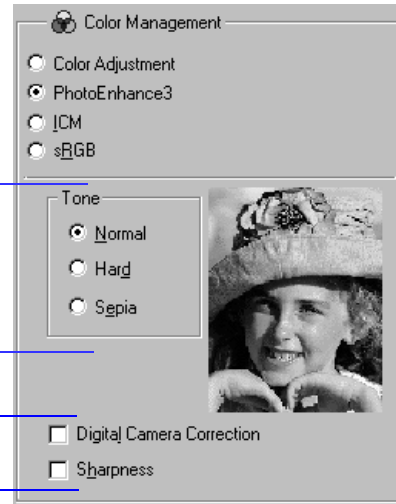 Color Management
Color Adjustment
PhotoEnhance3
ICM
sRGB
Tone
Normal
Hard
Sepia
Digital Camera Correction
Sharpness